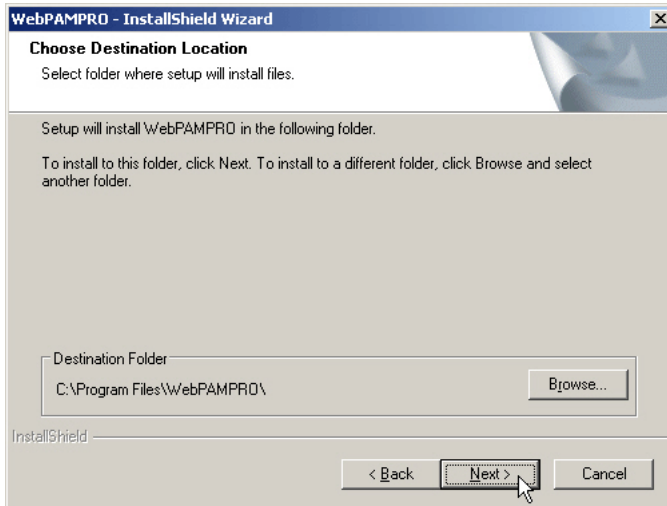 WebPAMPRO - InstallShield Wizard
Choose Destination Location
Select folder where setup will install files.
Setup will install WebPAMPRO in the following folder.
To install to this folder, click Next. To install to a different folder, click Browse and select
another folder.
Destination Folder
C:\Program Files\WebPAMPRO\
Browse...
InstallShield
< Back
Next >
Cancel